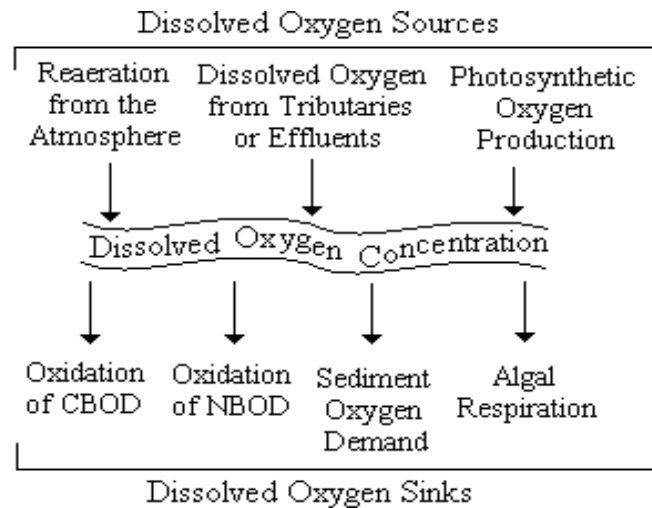 Dissolved Oxygen Sources
Reaeration
from the
Atmosphere
Dissolved Oxygen
from Tributaries
or Effluents
Photosynthetic
Oxygen
Production
Dissolved Oxygen Concentration
Oxidation
of CBOD
Oxidation
of NBOD
Sediment
Oxygen
Demand
Algal
Respiration
Dissolved Oxygen Sinks